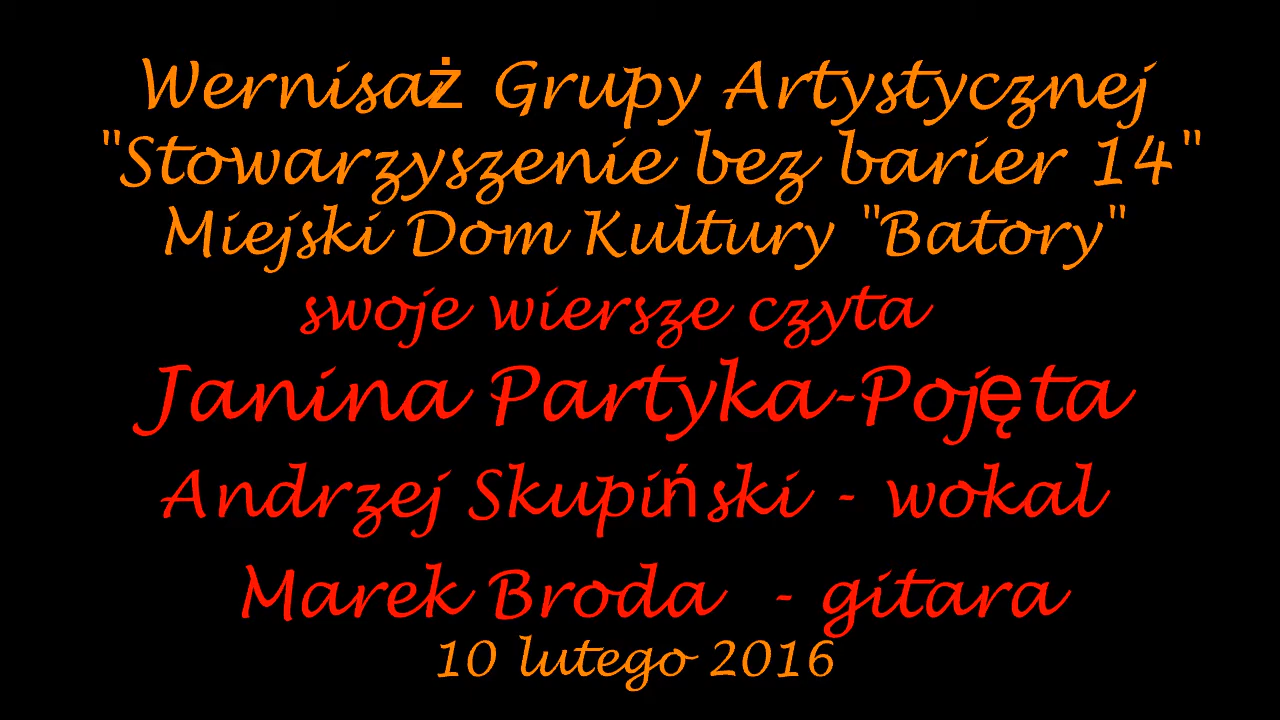 Wernisaż Grupy Artystycznej
"Stowarzyszenie bez barier 14"
Miejski Dom Kultury "Batory"
swoje wiersze czyta
Janina Partyka-Pojęta
Andrzej Skupiński - wokal
Marek Broda - gitara
10 lutego 2016